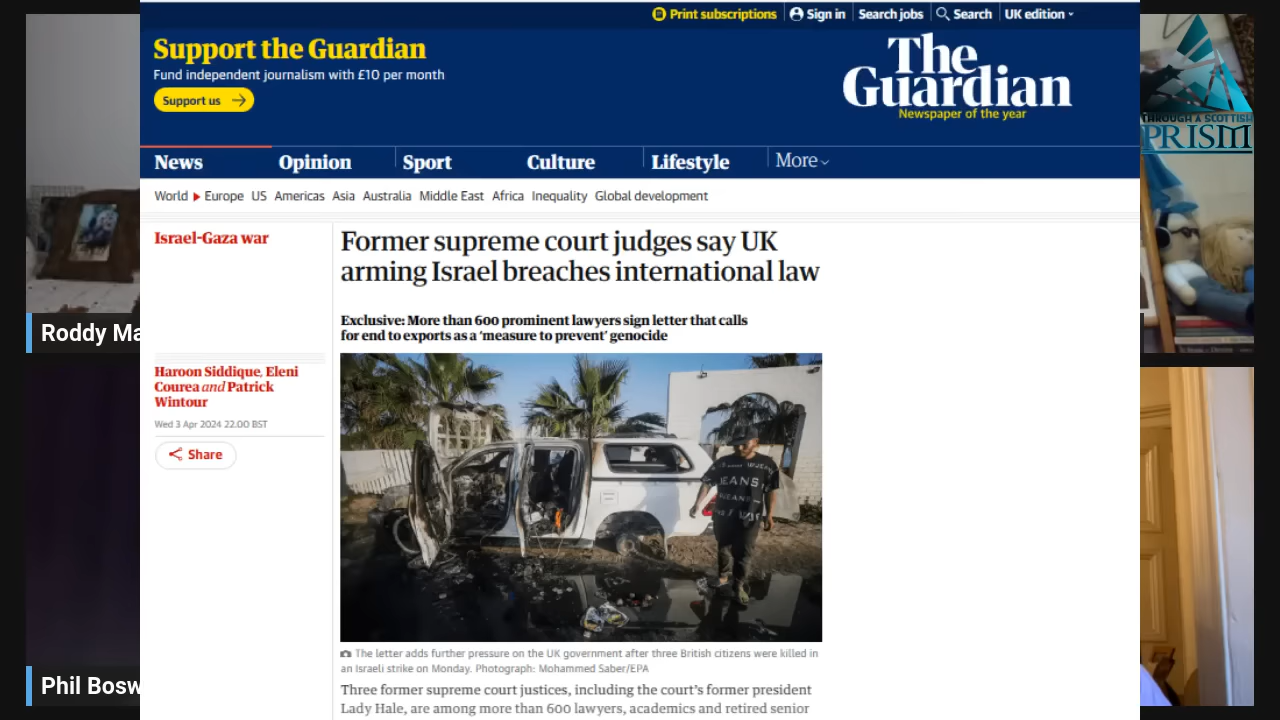 Print subscriptions
Sign in
Search jobs
Search
UK edition
Support the Guardian
Fund independent journalism with £10 per month
Support us
The
Guardian
Newspaper of the year
THROUGH A SCOTTISH
PRISM
News
Opinion
Sport
Culture
Lifestyle
More
World
Europe
US
Americas
Asia
Australia
Middle East
Africa
Inequality
Global development
Israel-Gaza war
Former supreme court judges say UK
arming Israel breaches international law
Exclusive: More than 600 prominent lawyers sign letter that calls
for end to exports as a ‘measure to prevent’ genocide
Roddy Ma
Haroon Siddique, Eleni
Courea and Patrick
Wintour
Wed 3 Apr 2024 22.00 BST
Share
JEANS
The letter adds further pressure on the UK government after three British citizens were killed in
an Israeli strike on Monday. Photograph: Mohammed Saber/EPA
Phil Bosw
Three former supreme court justices, including the court’s former president
Lady Hale, are among more than 600 lawyers, academics and retired senior